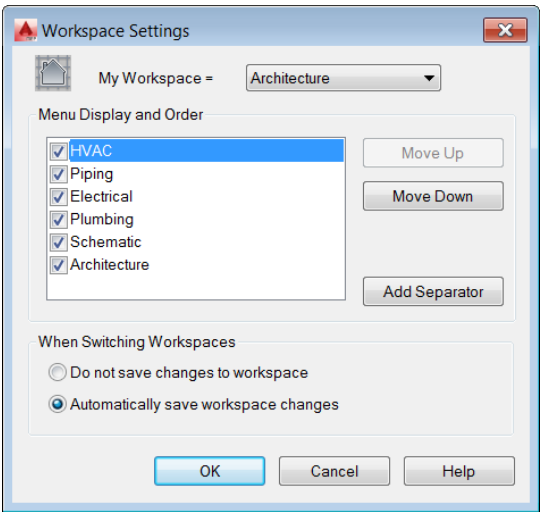 Workspace Settings
My Workspace = Architecture
Menu Display and Order
HVAC
Piping
Electrical
Plumbing
Schematic
Architecture
Move Up
Move Down
Add Separator
When Switching Workspaces
Do not save changes to workspace
Automatically save workspace changes
OK Cancel Help